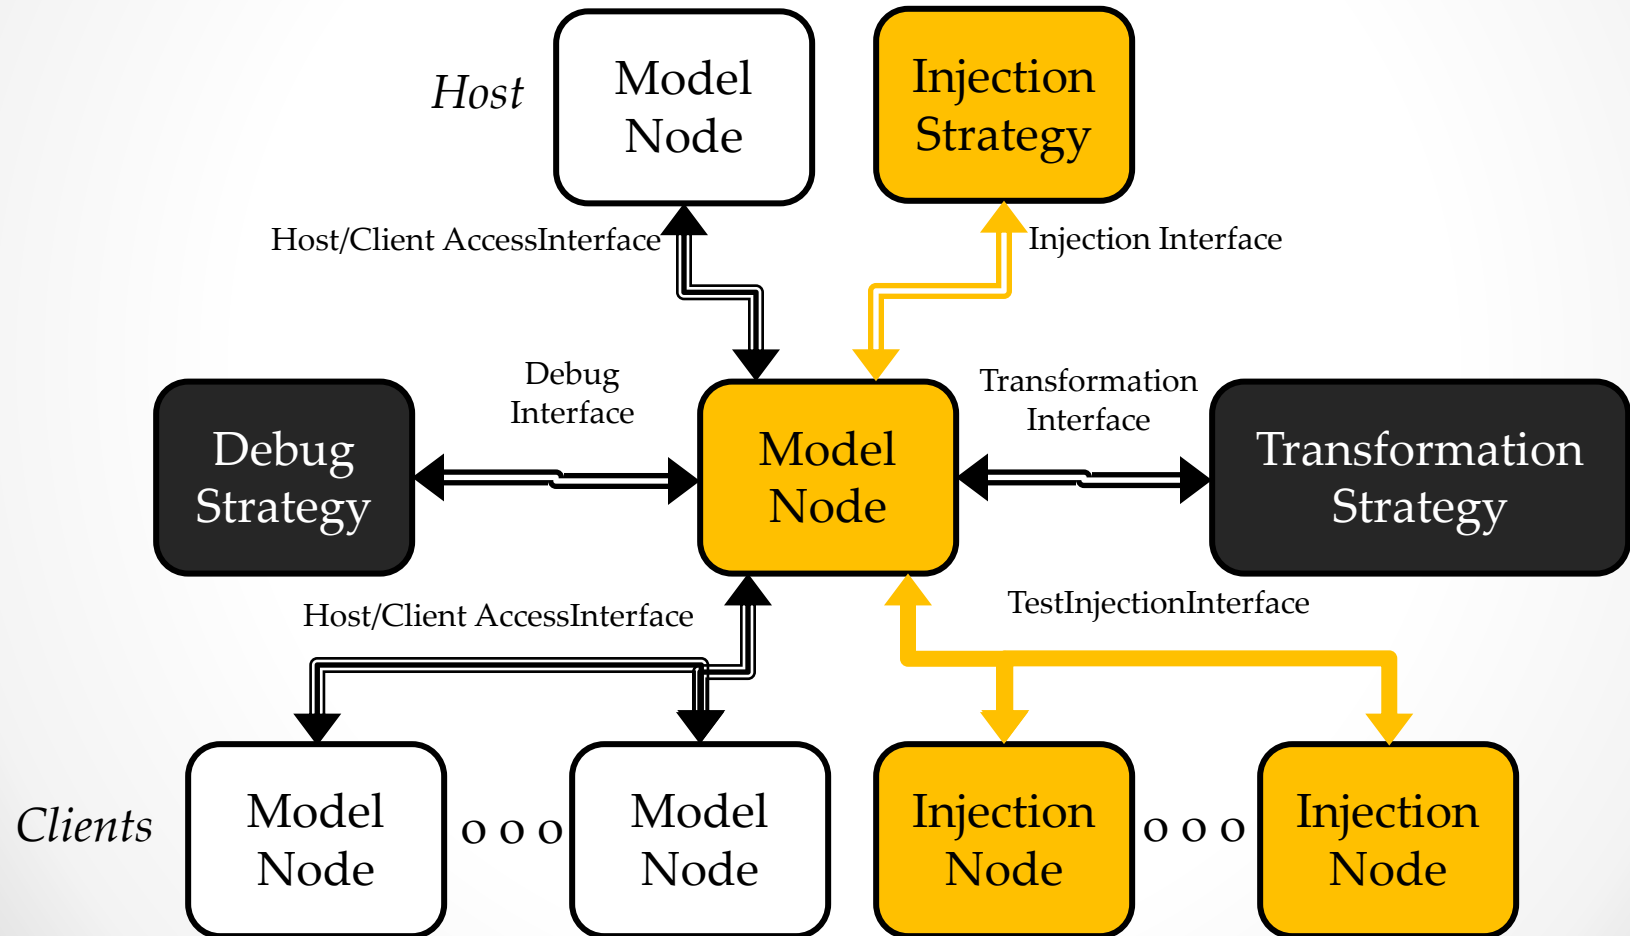 Host
Model
Node
Injection
Strategy
Host/Client AccessInterface
Injection Interface
Debug
Interface
Transformation
Interface
Debug
Strategy
Model
Node
Transformation
Strategy
Host/Client AccessInterface
TestInjectionInterface
Clients
Model
Node
o o o
Model
Node
Injection
Node
o o o
Injection
Node